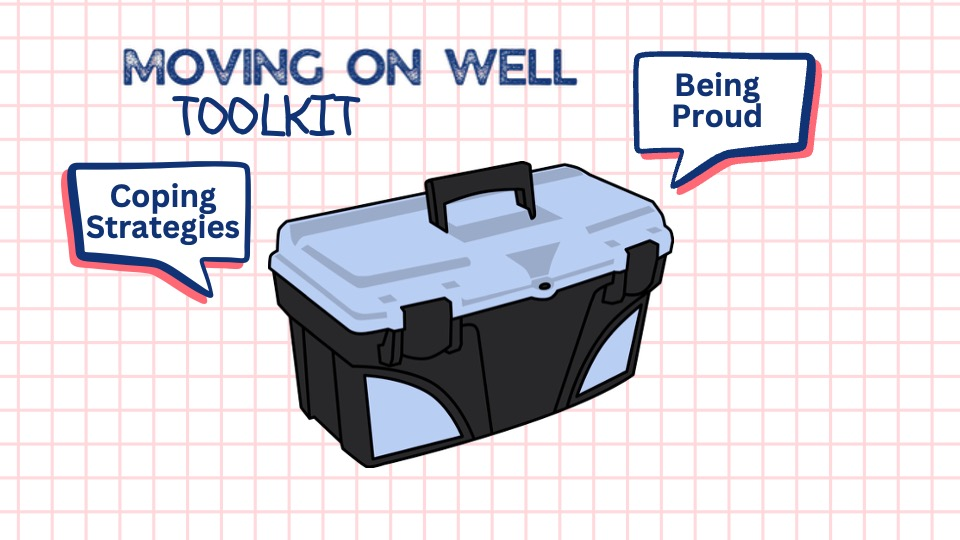 MOVING ON WELL
TOOLKIT
Being
Proud
Coping
Strategies